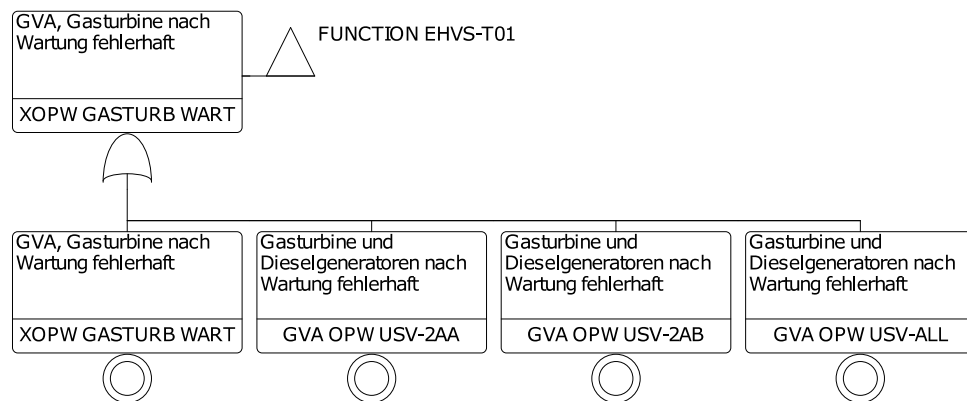 GVA, Gasturbine nach
Wartung fehlerhaft
FUNCTION EHVS-T01
XOPW GASTURB WART
GVA, Gasturbine nach
Wartung fehlerhaft
XOPW GASTURB WART
Gasturbine und
Dieselgeneratoren nach
Wartung fehlerhaft
GVA OPW USV-2AA
Gasturbine und
Dieselgeneratoren nach
Wartung fehlerhaft
GVA OPW USV-2AB
Gasturbine und
Dieselgeneratoren nach
Wartung fehlerhaft
GVA OPW USV-ALL